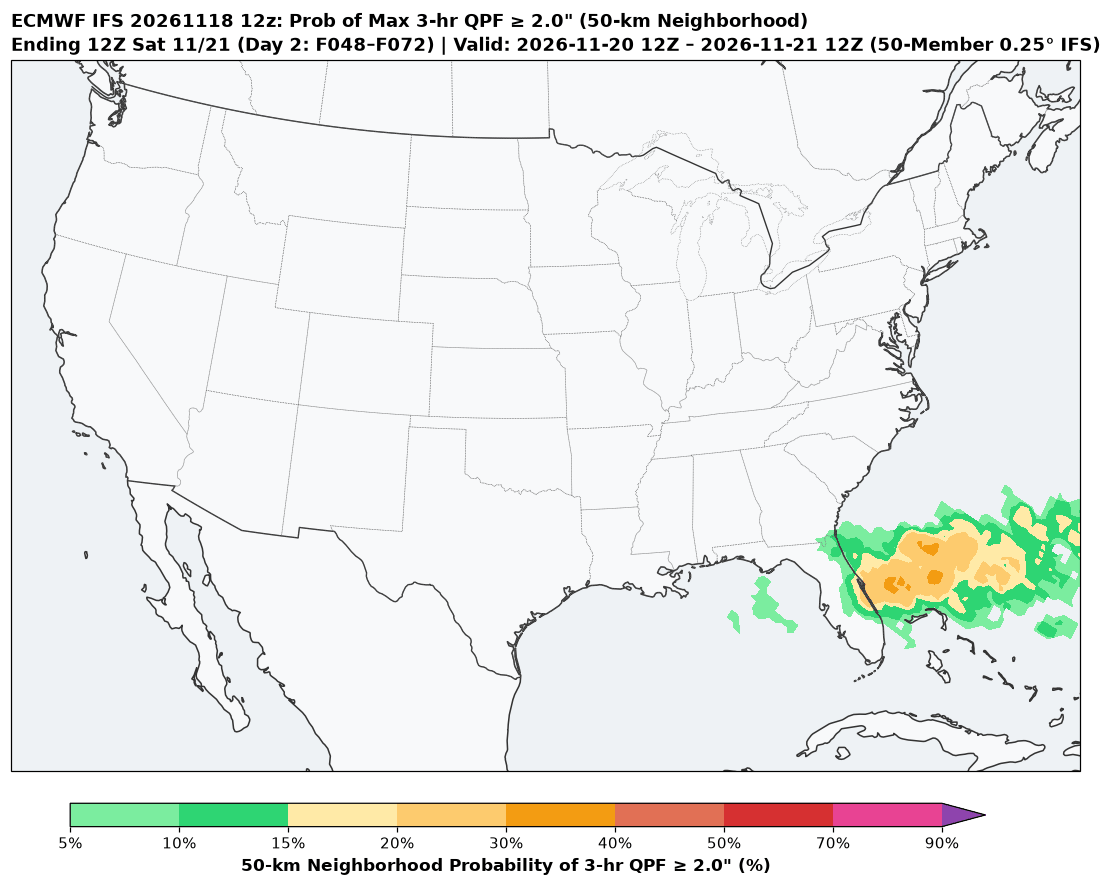 ECMWF IFS 20261118 12z: Prob of Max 3-hr QPF ≥ 2.0" (50-km Neighborhood)
Ending 12Z Sat 11/21 (Day 2: F048–F072) | Valid: 2026-11-20 12Z – 2026-11-21 12Z (50-Member 0.25° IFS)
5% 10% 15% 20% 30% 40% 50% 70% 90%
50-km Neighborhood Probability of 3-hr QPF ≥ 2.0" (%)